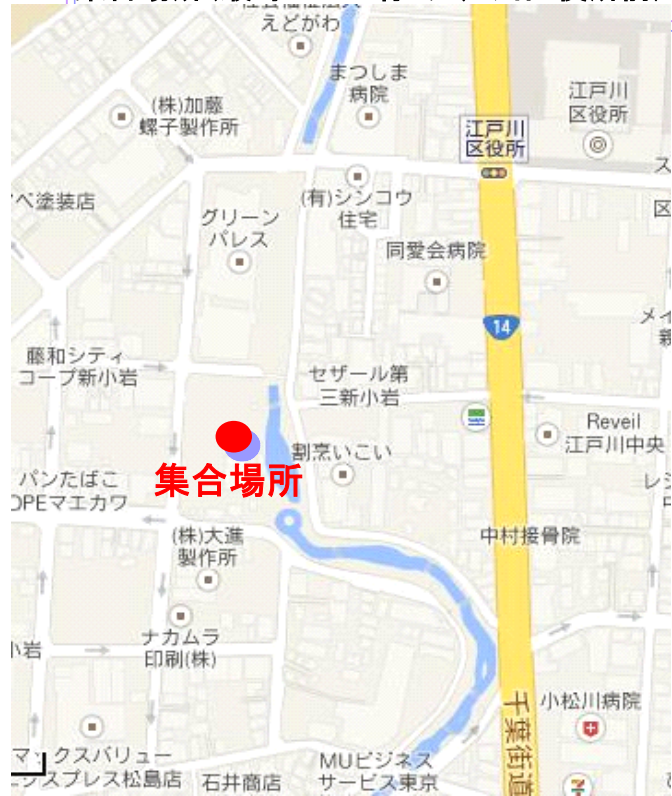 えどがわ
まつしま
病院
(株)加藤
螺子製作所
江戸川
区役所
江戸川
区役所
(有)シンコウ
住宅
グリーン
パレス
同愛会病院
14
藤和シティ
コープ新小岩
セザール第
三新小岩
Reveil
江戸川中央
割烹いこい
集合場所
パンたばこ
OPEマエカワ
(株)大進
製作所
中村接骨院
ナカムラ
印刷(株)
小岩
小松川病院
千葉街道
マックスバリュー
エクスプレス松島店
石井商店
MUビジネス
サービス東京